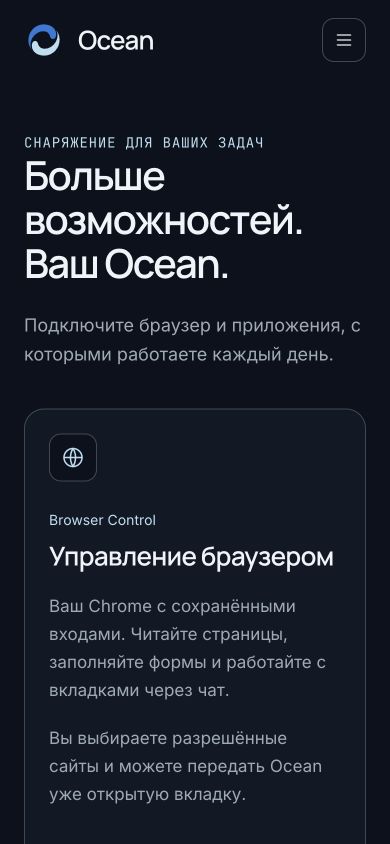 Ocean
СНАРЯЖЕНИЕ ДЛЯ ВАШИХ ЗАДАЧ
Больше
возможностей.
Ваш Ocean.
Подключите браузер и приложения, с
которыми работаете каждый день.
Browser Control
Управление браузером
Ваш Chrome с сохранёнными
входами. Читайте страницы,
заполняйте формы и работайте с
вкладками через чат.
Вы выбираете разрешённые
сайты и можете передать Ocean
уже открытую вкладку.